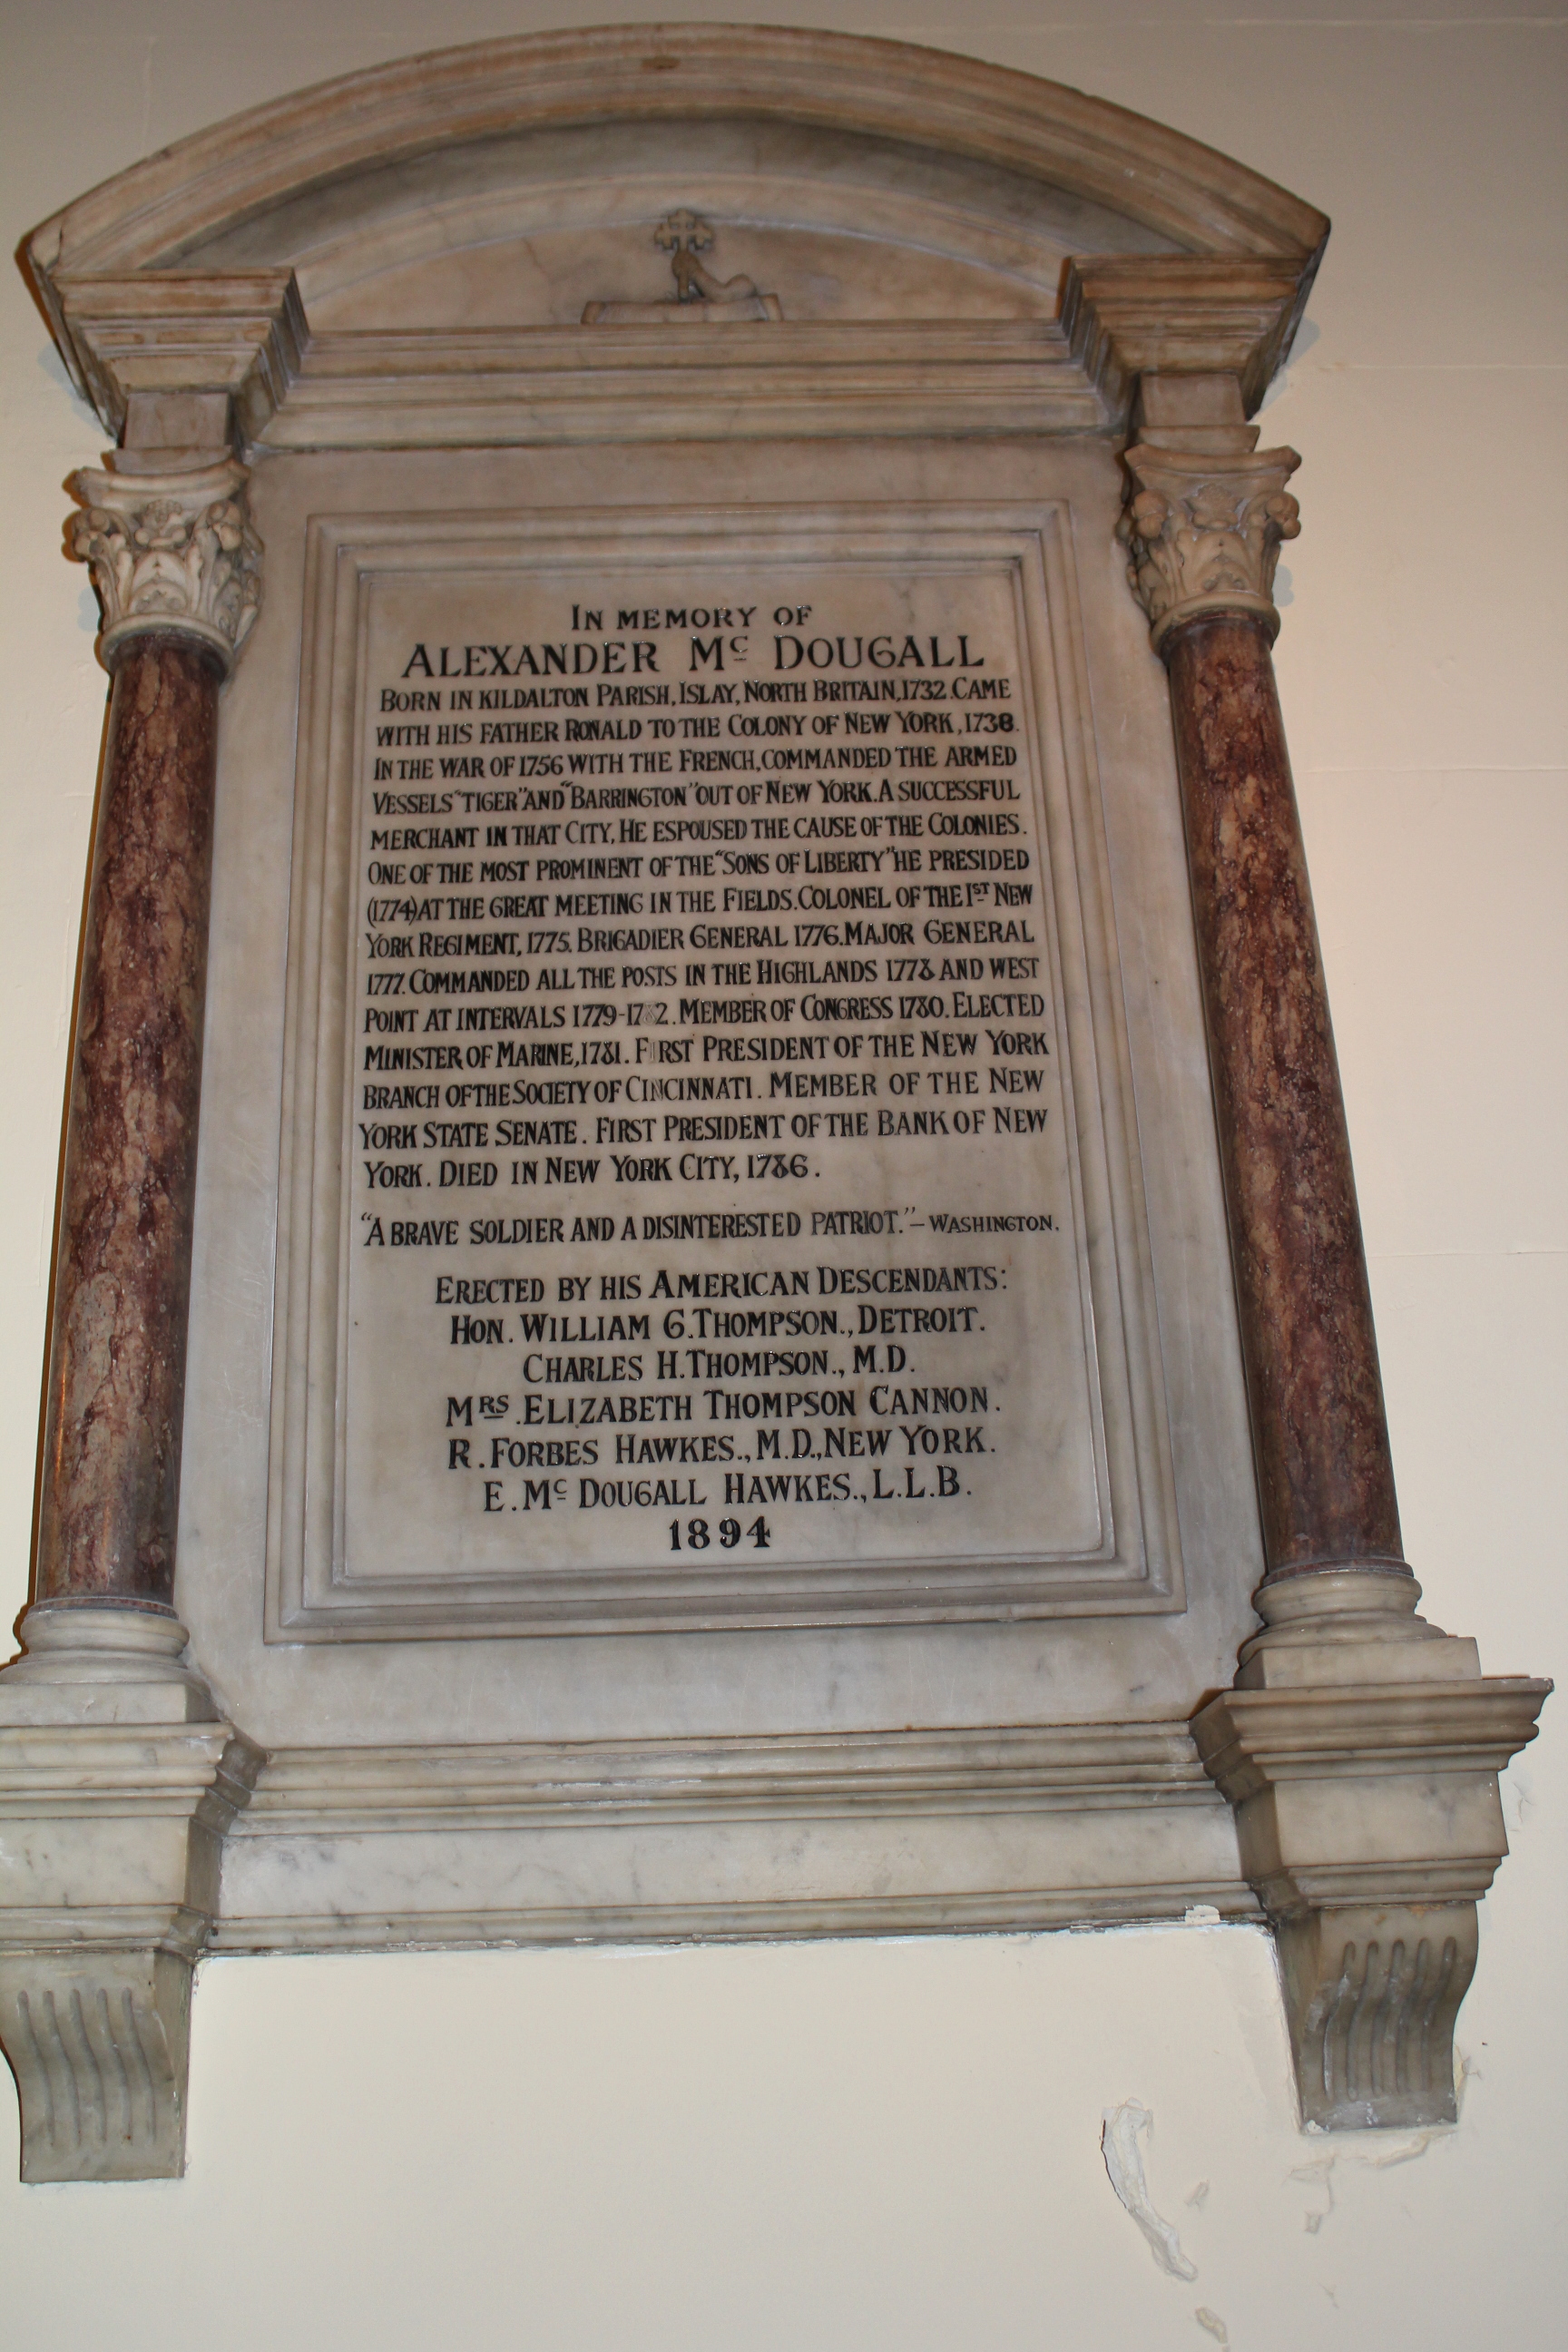 IN MEMORY OF
ALEXANDER Mc DOUGALL
BORN IN KILDALTON PARISH, ISLAY, NORTH BRITAIN, 1732. CAME
WITH HIS FATHER RONALD TO THE COLONY OF NEW YORK, 1738.
IN THE WAR OF 1756 WITH THE FRENCH, COMMANDED THE ARMED
VESSELS "TIGER" AND "BARRINGTON" OUT OF NEW YORK. A SUCCESSFUL
MERCHANT IN THAT CITY, HE ESPOUSED THE CAUSE OF THE COLONIES.
ONE OF THE MOST PROMINENT OF THE "SONS OF LIBERTY" HE PRESIDED
(1774) AT THE GREAT MEETING IN THE FIELDS. COLONEL OF THE 1ST NEW
YORK REGIMENT, 1775. BRIGADIER GENERAL 1776. MAJOR GENERAL
1777. COMMANDED ALL THE POSTS IN THE HIGHLANDS 1778 AND WEST
POINT AT INTERVALS 1779-1782. MEMBER OF CONGRESS 1780. ELECTED
MINISTER OF MARINE, 1781. FIRST PRESIDENT OF THE NEW YORK
BRANCH OF THE SOCIETY OF CINCINNATI. MEMBER OF THE NEW
YORK STATE SENATE. FIRST PRESIDENT OF THE BANK OF NEW
YORK. DIED IN NEW YORK CITY, 1786.
"A BRAVE SOLDIER AND A DISINTERESTED PATRIOT." – WASHINGTON.
ERECTED BY HIS AMERICAN DESCENDANTS:
HON. WILLIAM G. THOMPSON., DETROIT.
CHARLES H. THOMPSON., M.D.
MRS. ELIZABETH THOMPSON CANNON.
R. FORBES HAWKES., M.D., NEW YORK.
E. Mc DOUGALL HAWKES., L.L.B.
1894